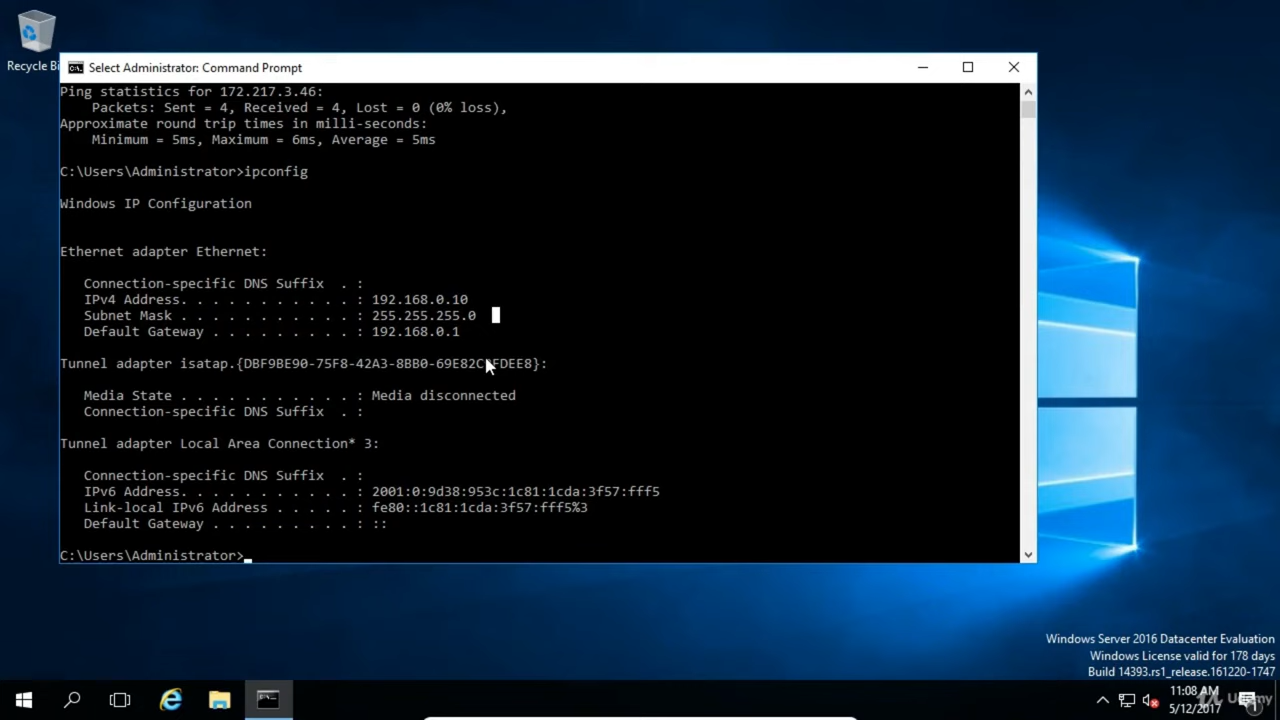 Recycle Bi
Select Administrator: Command Prompt
Ping statistics for 172.217.3.46:
    Packets: Sent = 4, Received = 4, Lost = 0 (0% loss),
Approximate round trip times in milli-seconds:
    Minimum = 5ms, Maximum = 6ms, Average = 5ms
C:\Users\Administrator>ipconfig
Windows IP Configuration
Ethernet adapter Ethernet:
   Connection-specific DNS Suffix  . :
   IPv4 Address. . . . . . . . . . . : 192.168.0.10
   Subnet Mask . . . . . . . . . . . : 255.255.255.0
   Default Gateway . . . . . . . . . : 192.168.0.1
Tunnel adapter
   Media State . . . . . . . . . . . : Media disconnected
   Connection-specific DNS Suffix  . :
Tunnel adapter Local Area Connection* 3:
   Connection-specific DNS Suffix  . :
   IPv6 Address. . . . . . . . . . . : 2001:0:9d38:953c:1c81:1cda:3f57:fff5
   Link-local IPv6 Address . . . . . : fe80::1c81:1cda:3f57:fff5%3
   Default Gateway . . . . . . . . . : ::
C:\Users\Administrator>
Windows Server 2016 Datacenter Evaluation
Windows License valid for 178 days
Build 14393.rs1_release.161220-1747
11:08 AM
5/12/2017
Udemy
1